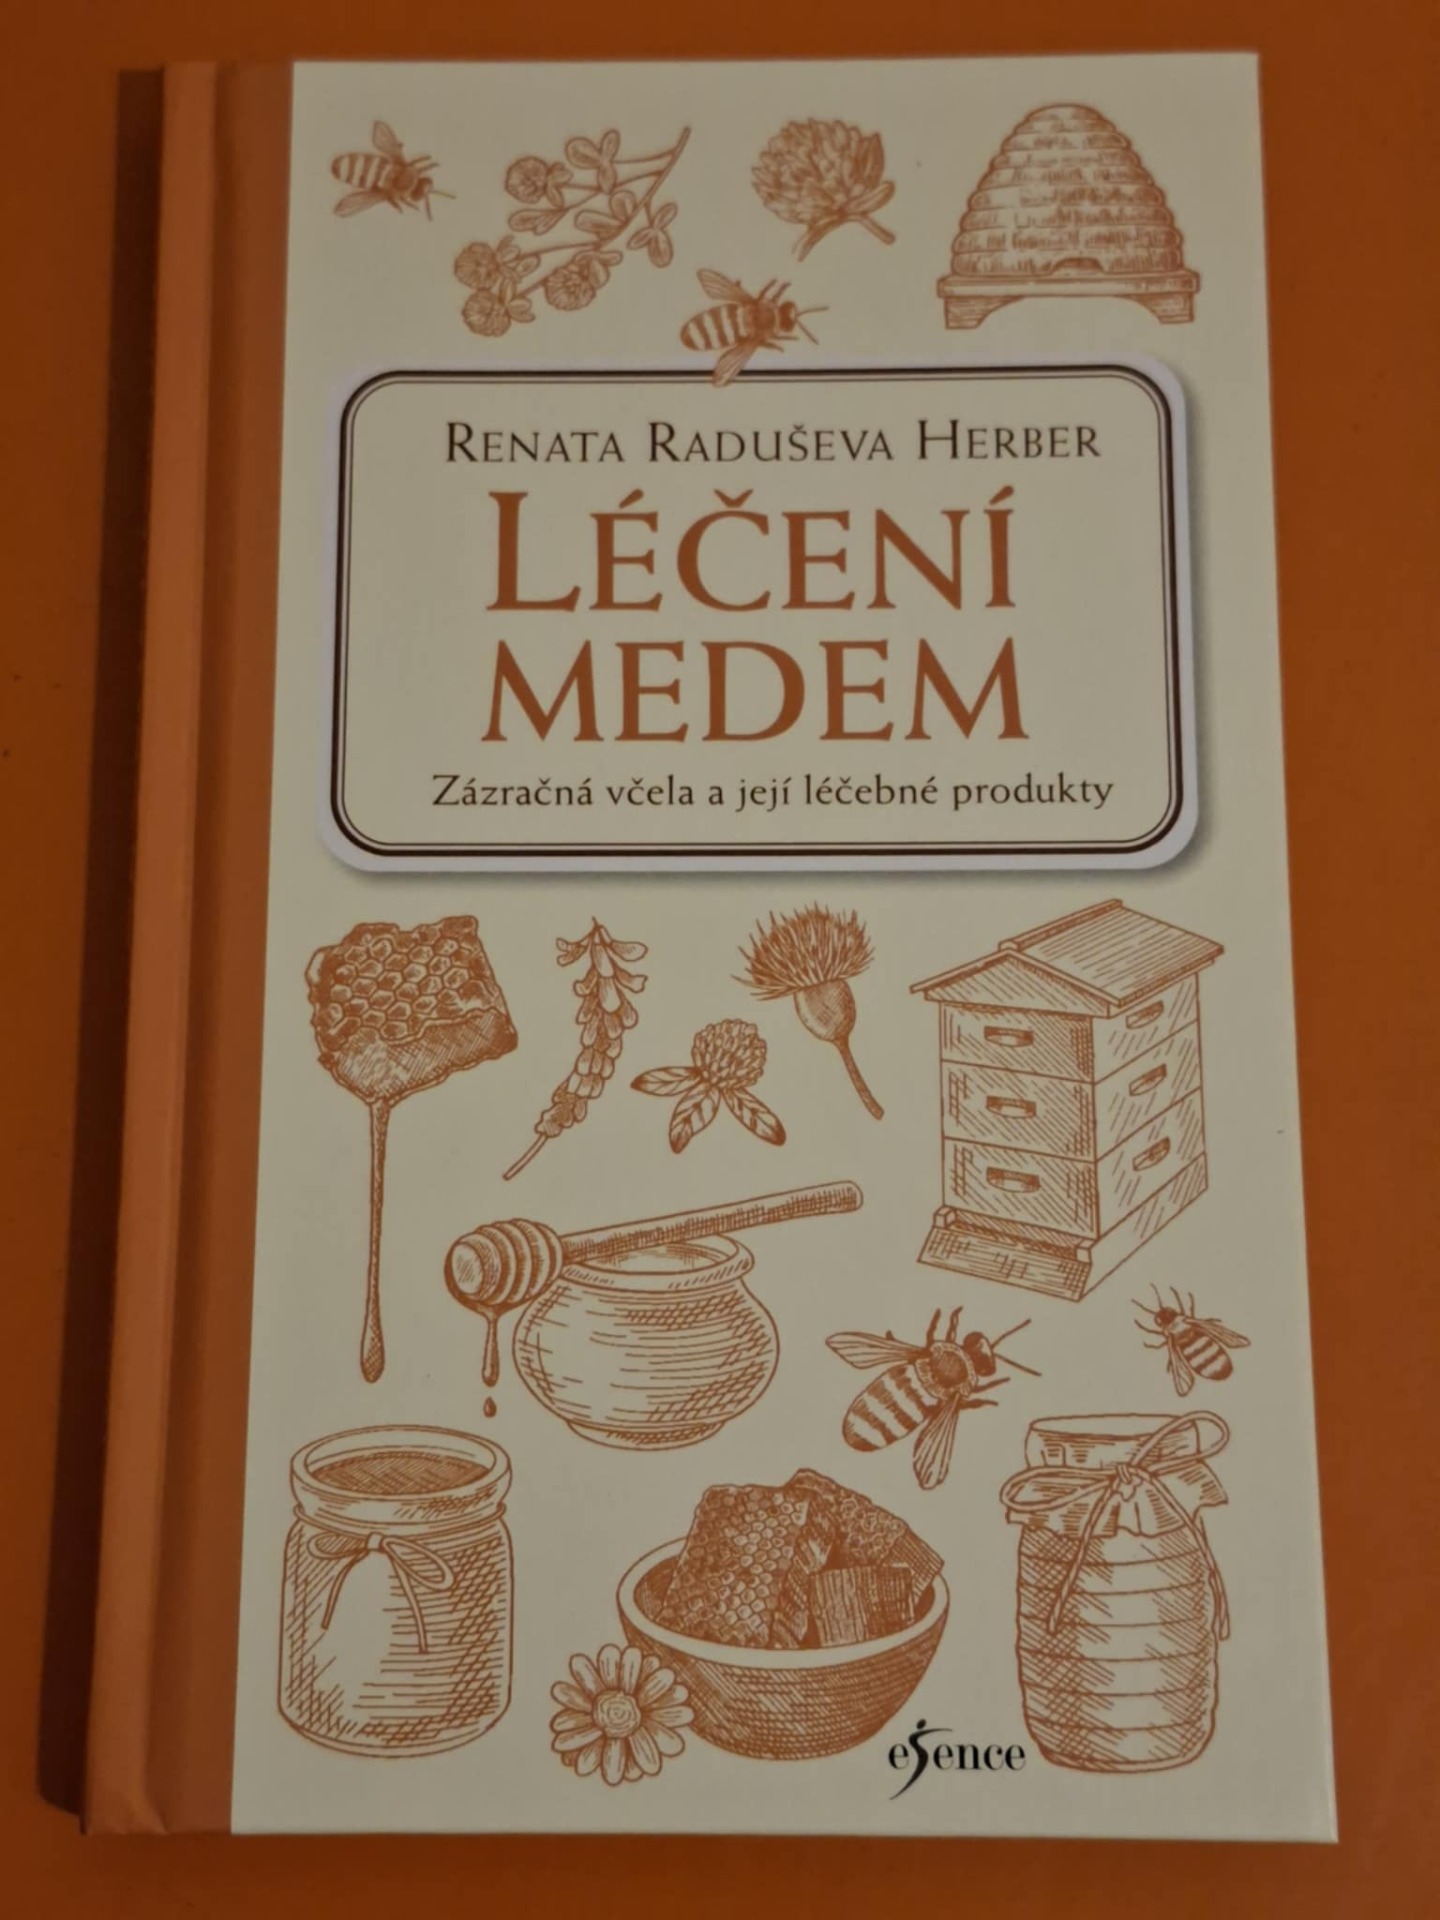 Renata Raduševa Herber
Léčení
medem
Zázračná včela a její léčebné produkty
esence